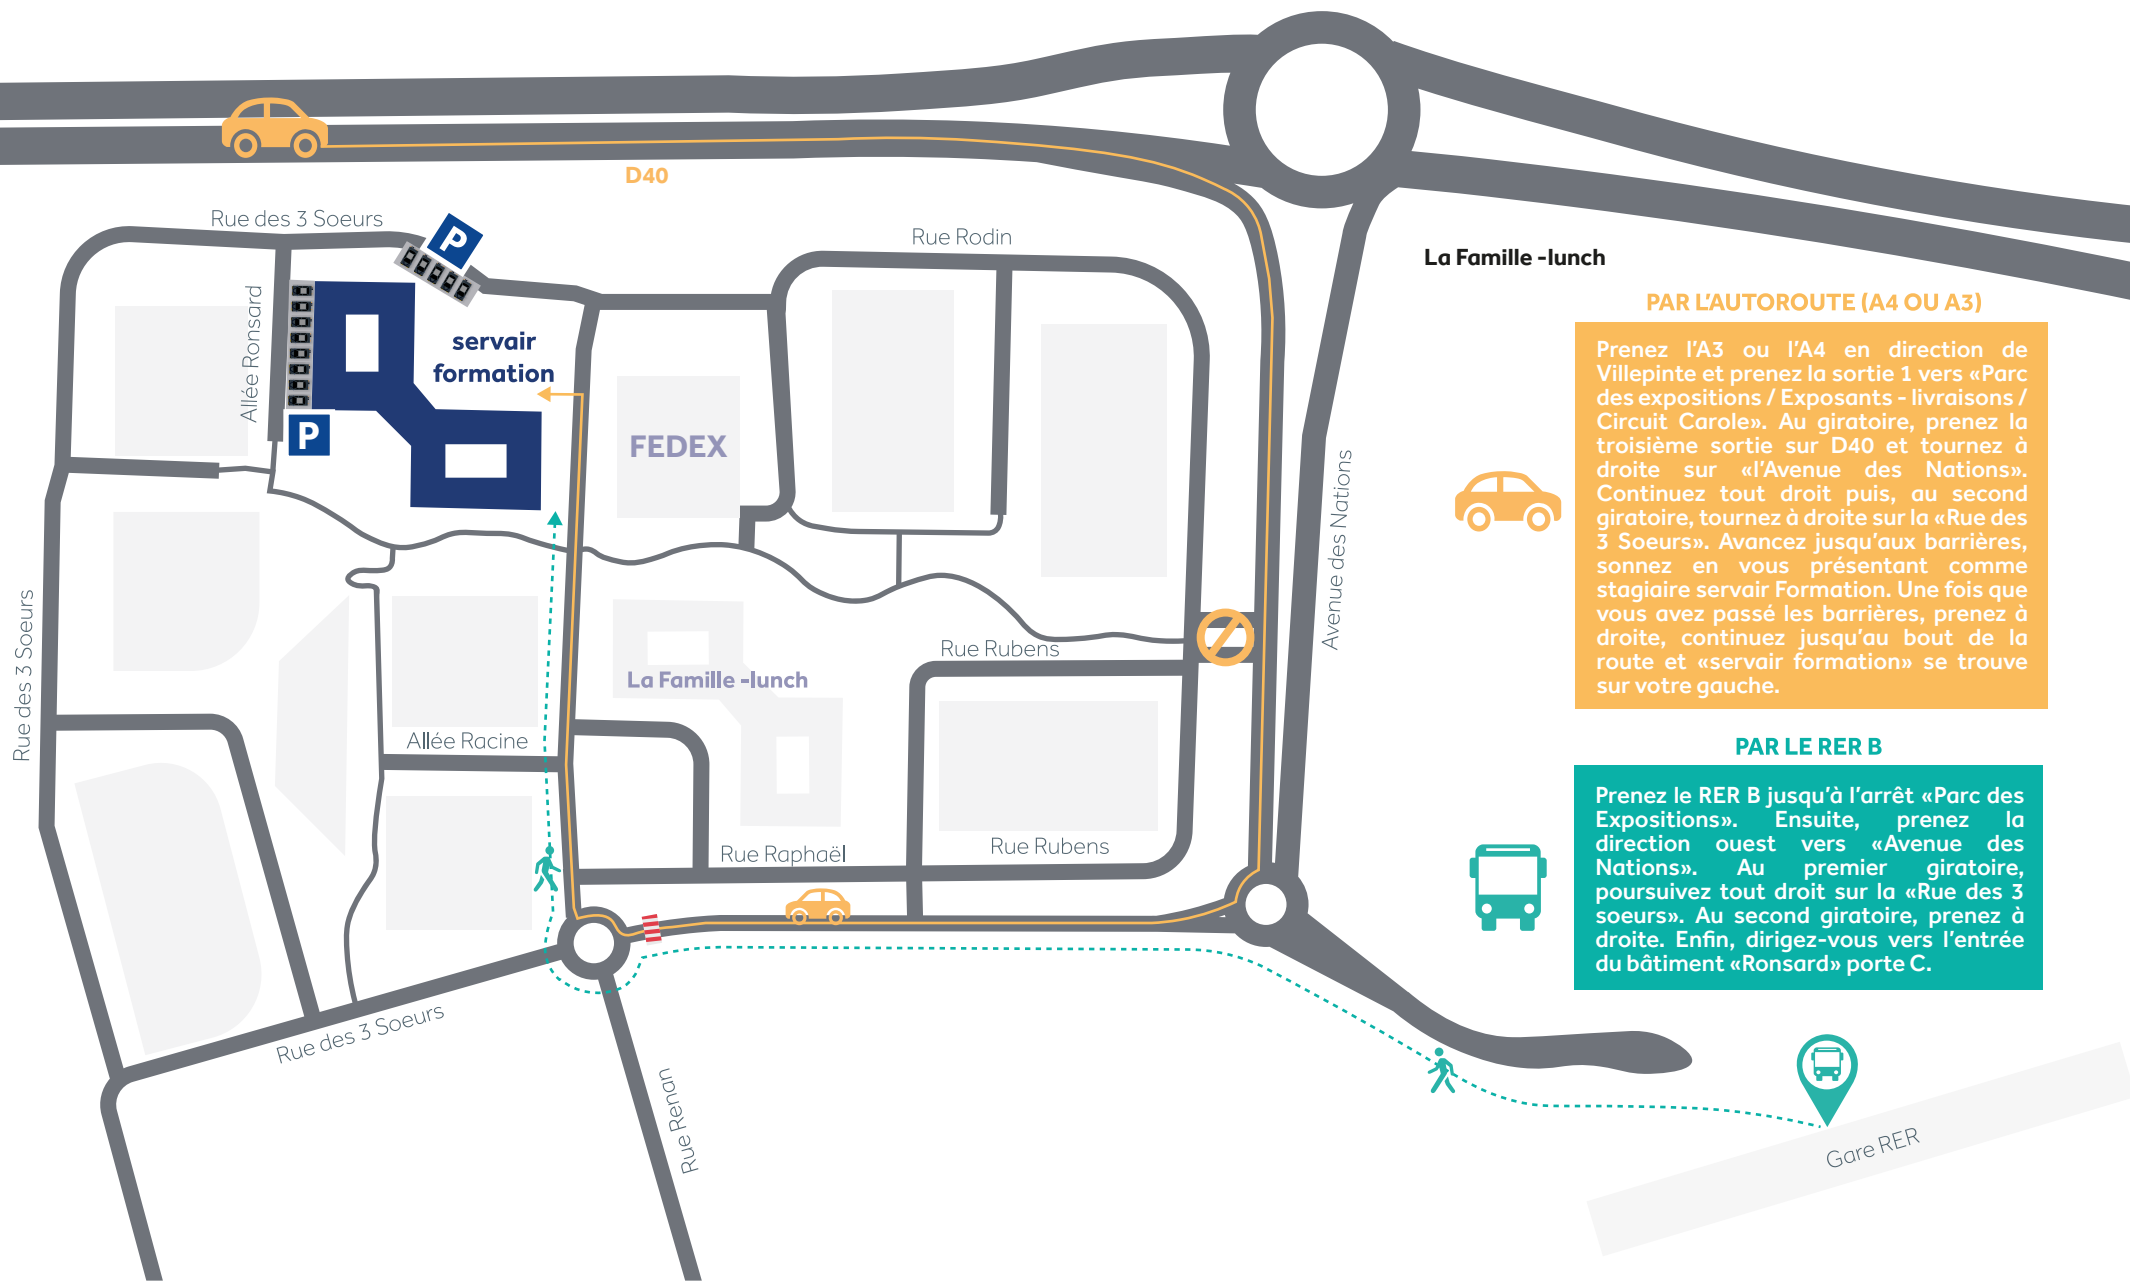 D40
Rue des 3 Soeurs
P
Rue Rodin
La Famille -lunch
Allée Ronsard
servair
formation
P
FEDEX
Avenue des Nations
Rue des 3 Soeurs
Rue Rubens
La Famille -lunch
Allée Racine
Rue Raphaël
Rue Rubens
Rue des 3 Soeurs
Rue Renan
Gare RER
PAR L'AUTOROUTE (A4 OU A3)
Prenez l'A3 ou l'A4 en direction de
Villepinte et prenez la sortie 1 vers «Parc
des expositions / Exposants - livraisons /
Circuit Carole». Au giratoire, prenez la
troisième sortie sur D40 et tournez à
droite sur «l'Avenue des Nations».
Continuez tout droit puis, au second
giratoire, tournez à droite sur la «Rue des
3 Soeurs». Avancez jusqu'aux barrières,
sonnez en vous présentant comme
stagiaire servair Formation. Une fois que
vous avez passé les barrières, prenez à
droite, continuez jusqu'au bout de la
route et «servair formation» se trouve
sur votre gauche.
PAR LE RER B
Prenez le RER B jusqu'à l'arrêt «Parc des
Expositions». Ensuite, prenez la
direction ouest vers «Avenue des
Nations». Au premier giratoire,
poursuivez tout droit sur la «Rue des 3
soeurs». Au second giratoire, prenez à
droite. Enfin, dirigez-vous vers l'entrée
du bâtiment «Ronsard» porte C.